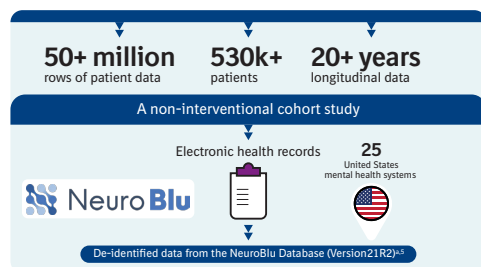 50+ million
rows of patient data
530k+
patients
20+ years
longitudinal data
A non-interventional cohort study
Electronic health records
25
United States
mental health systems
NeuroBlu
De-identified data from the NeuroBlu Database (Version21R2)a,5